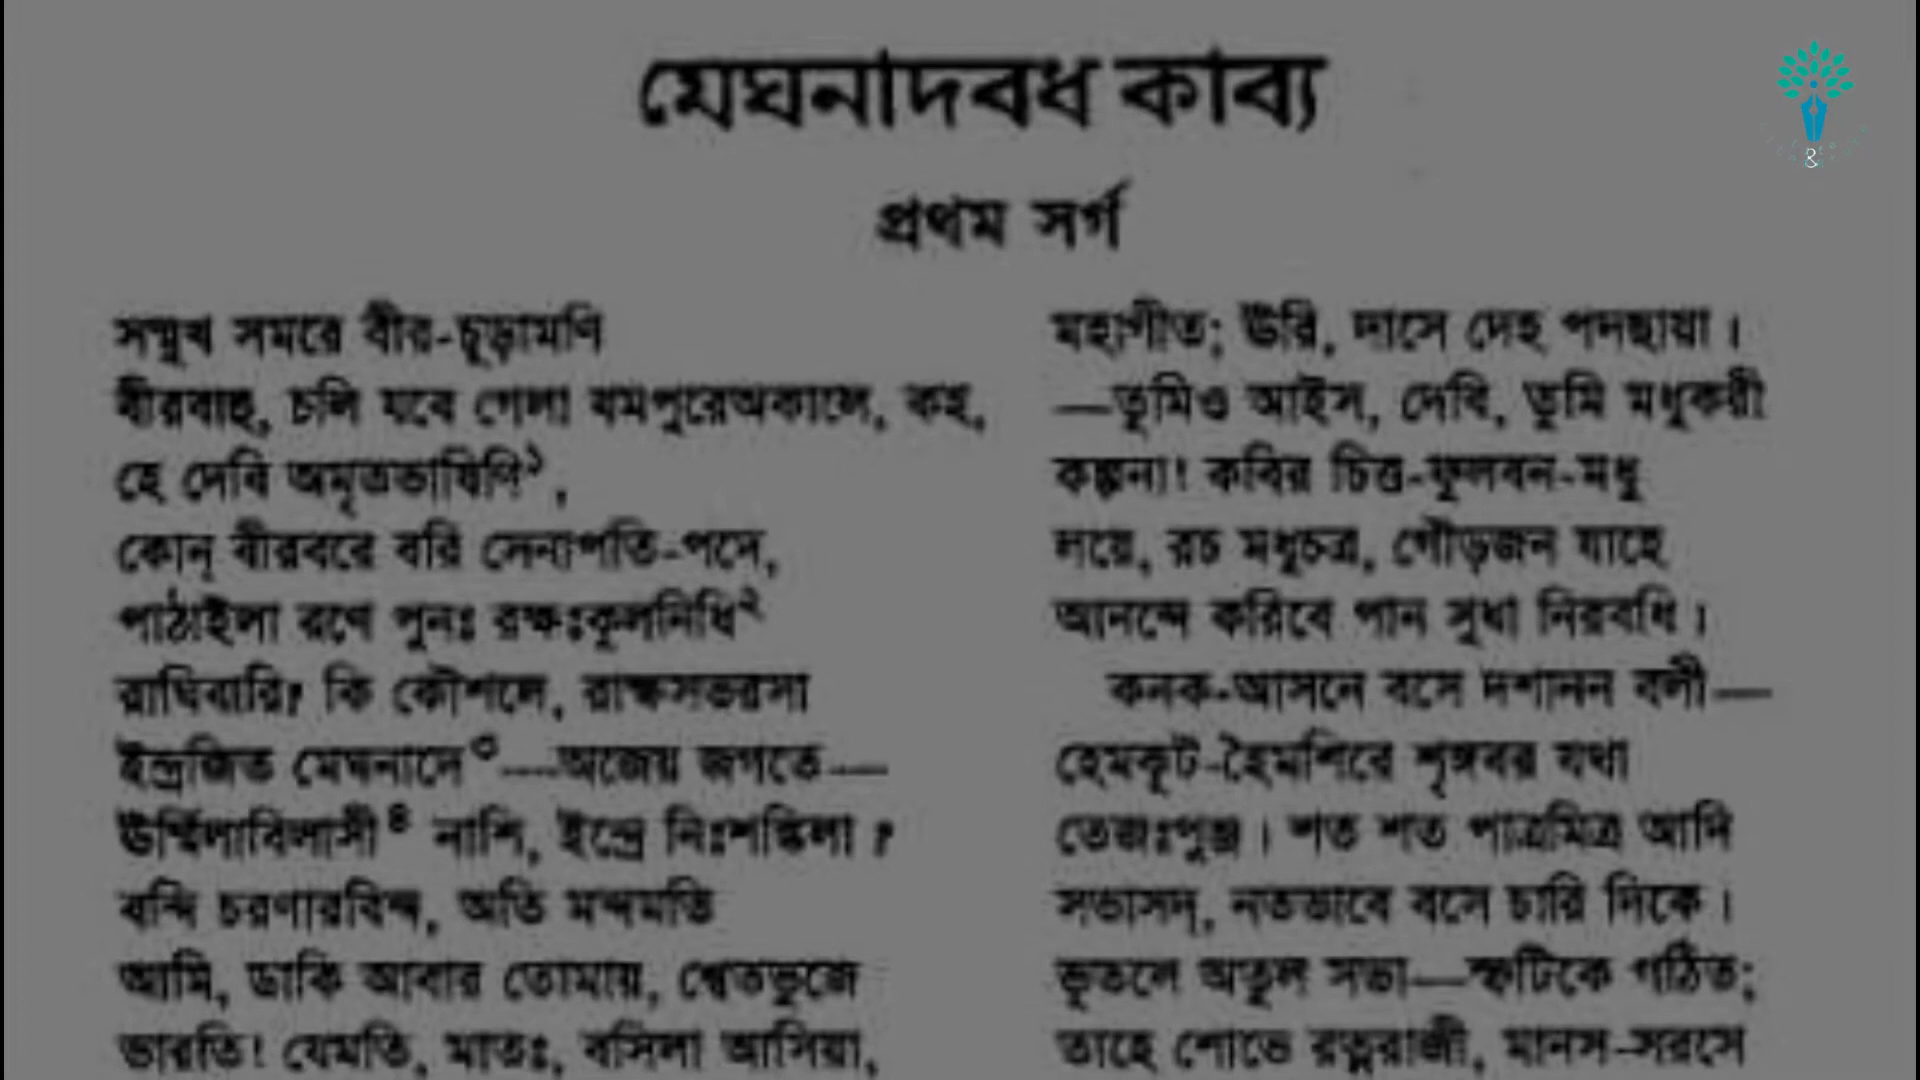 মেঘনাদবধ কাব্য
প্রথম সর্গ
সম্মুখ সমরে বীর-চূড়ামণি
বীরবাহু, চলি যবে গেলা যমপুরেঅকালে, কহ,
হে দেবি অমৃতভাষিণি১,
কোন্ বীরবরে বরি সেনাপতি-পদে,
পাঠাইলা রণে পুনঃ রক্ষঃকুলনিধি২
রাঘিবারি? কি কৌশলে, রাক্ষসভরসা
ইন্দ্রজিত মেঘনাদে৩—অজেয় জগতে—
ঊর্ম্মিলাবিলাসী৪ নাশি, ইন্দ্রে নিঃশঙ্কিলা?
বন্দি চরণারবিন্দ, অতি মন্দমতি
আমি, ডাকি আবার তোমায়, শ্বেতভুজে
ভারতি! যেমতি, মাতঃ, বসিলা আসিয়া,
মহাগীত; ঊরি, দাসে দেহ পদছায়া।
—তুমিও আইস, দেবি, তুমি মধুকরী
কল্পনা! কবির চিত্ত-ফুলবন-মধু
লয়ে, রচ মধুচক্র, গৌড়জন যাহে
আনন্দে করিবে পান সুধা নিরবধি।
কনক-আসনে বসে দশানন বলী—
হেমকূট-হৈমশিরে শৃঙ্গবর যথা
তেজঃপুঞ্জ। শত শত পাত্রমিত্র আদি
সভাসদ্, নতভাবে বসে চারি দিকে।
ভূতলে অতুল সভা—স্ফটিকে গঠিত;
তাহে শোভে রত্নরাজী, মানস-সরসে
&